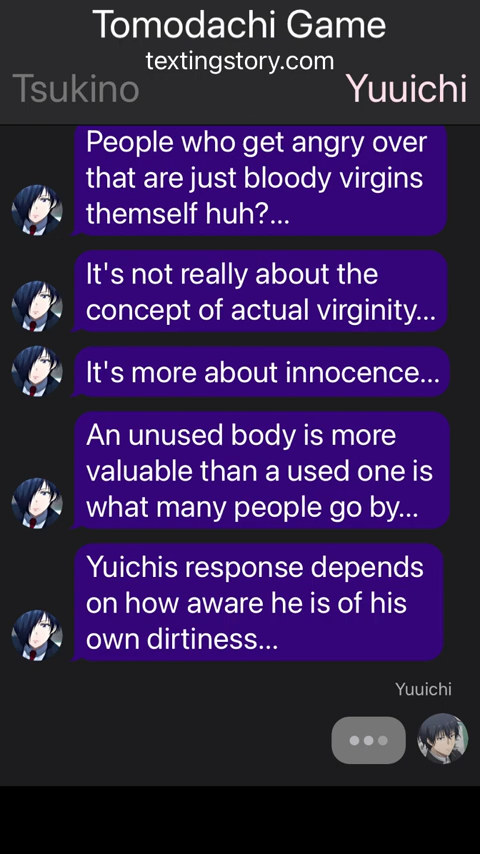 Tomodachi Game
textingstory.com
Tsukino
Yuuichi
People who get angry over
that are just bloody virgins
themself huh?...
It's not really about the
concept of actual virginity...
It's more about innocence...
An unused body is more
valuable than a used one is
what many people go by...
Yuichis response depends
on how aware he is of his
own dirtiness...
Yuuichi